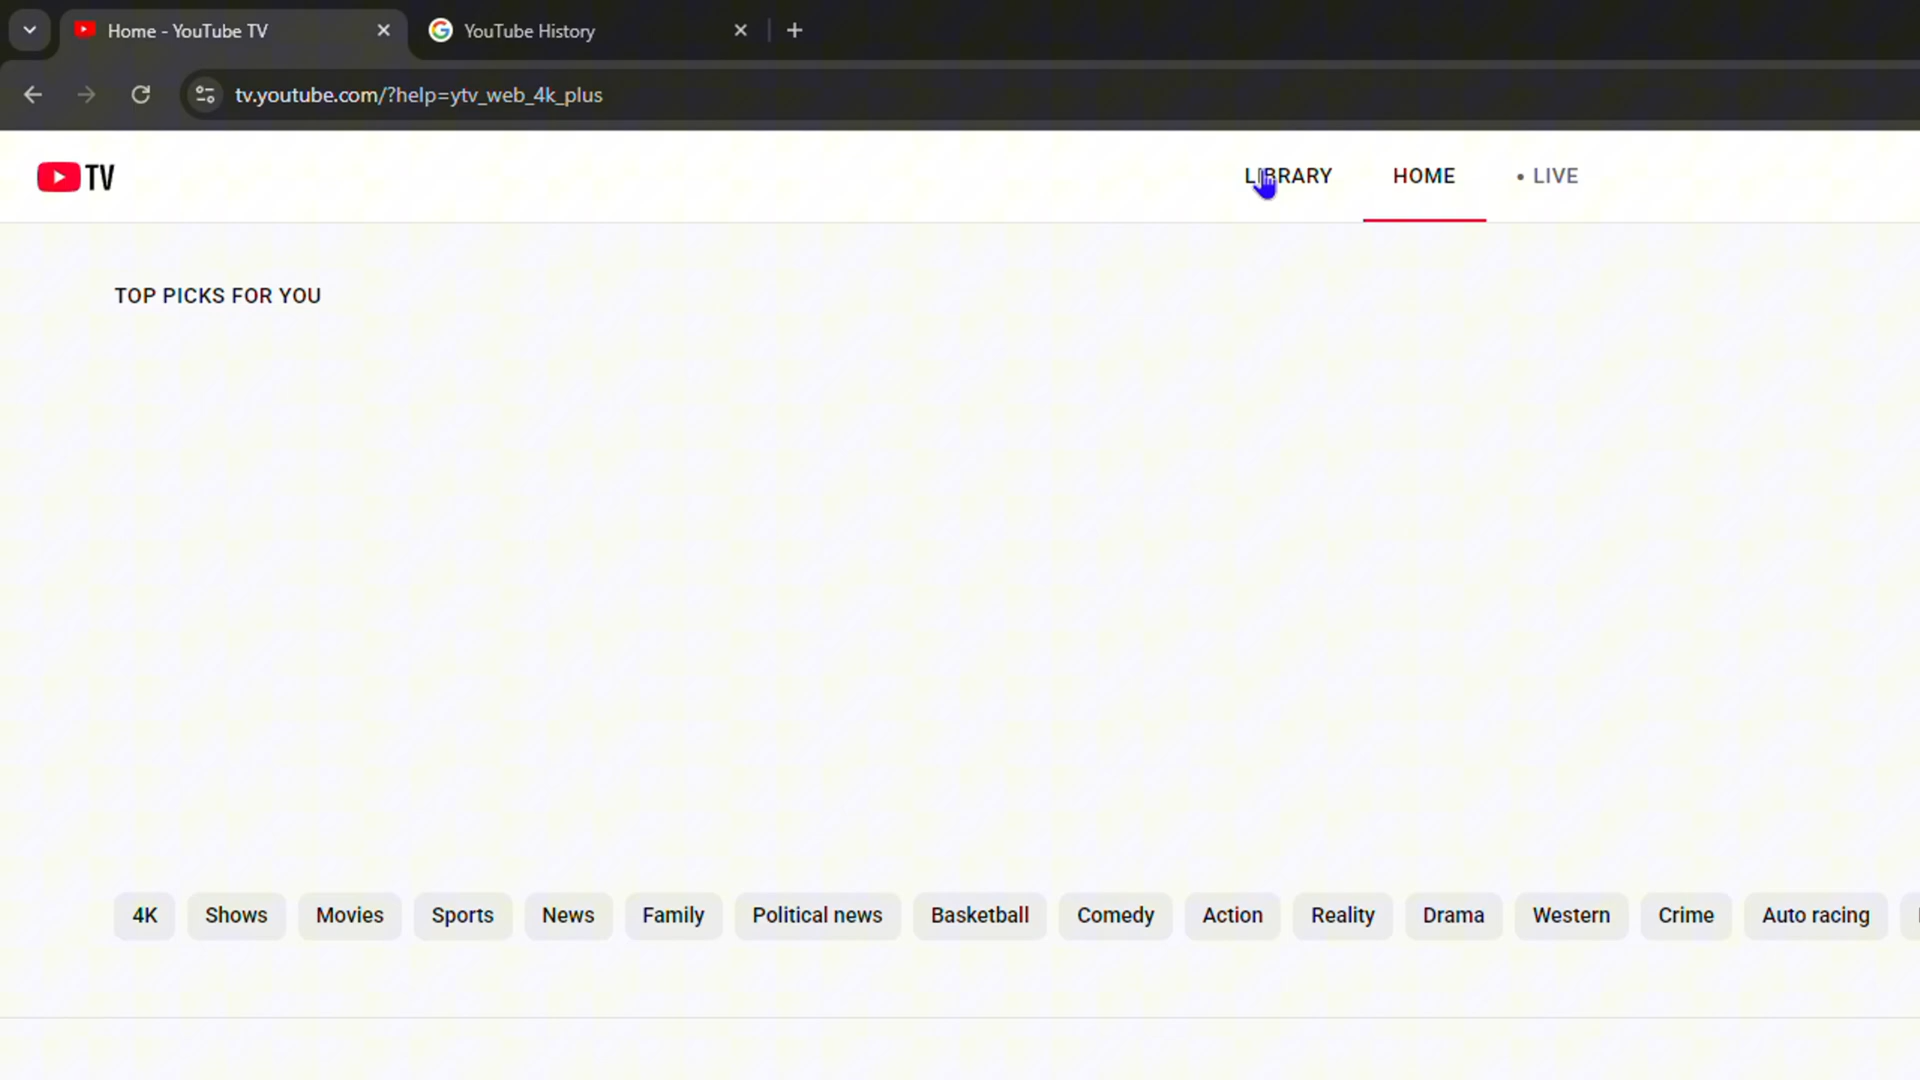 Home - YouTube TV
YouTube History
tv.youtube.com/?help=ytv_web_4k_plus
TV
LIBRARY
HOME
• LIVE
TOP PICKS FOR YOU
4K
Shows
Movies
Sports
News
Family
Political news
Basketball
Comedy
Action
Reality
Drama
Western
Crime
Auto racing